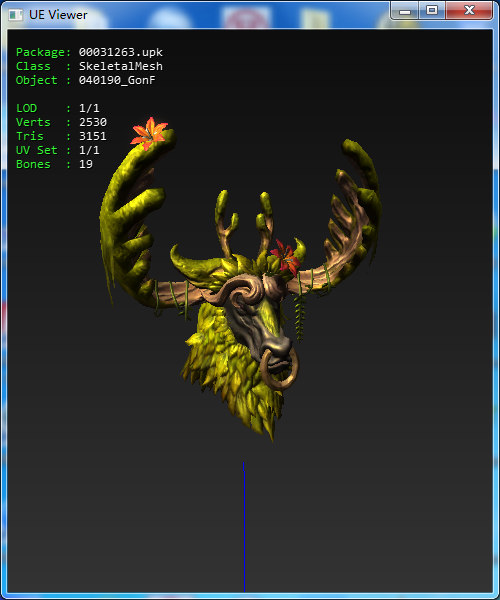 UE Viewer
Package: 00031263.upk
Class  : SkeletalMesh
Object : 040190_GonF
LOD    : 1/1
Verts  : 2530
Tris   : 3151
UV Set : 1/1
Bones  : 19